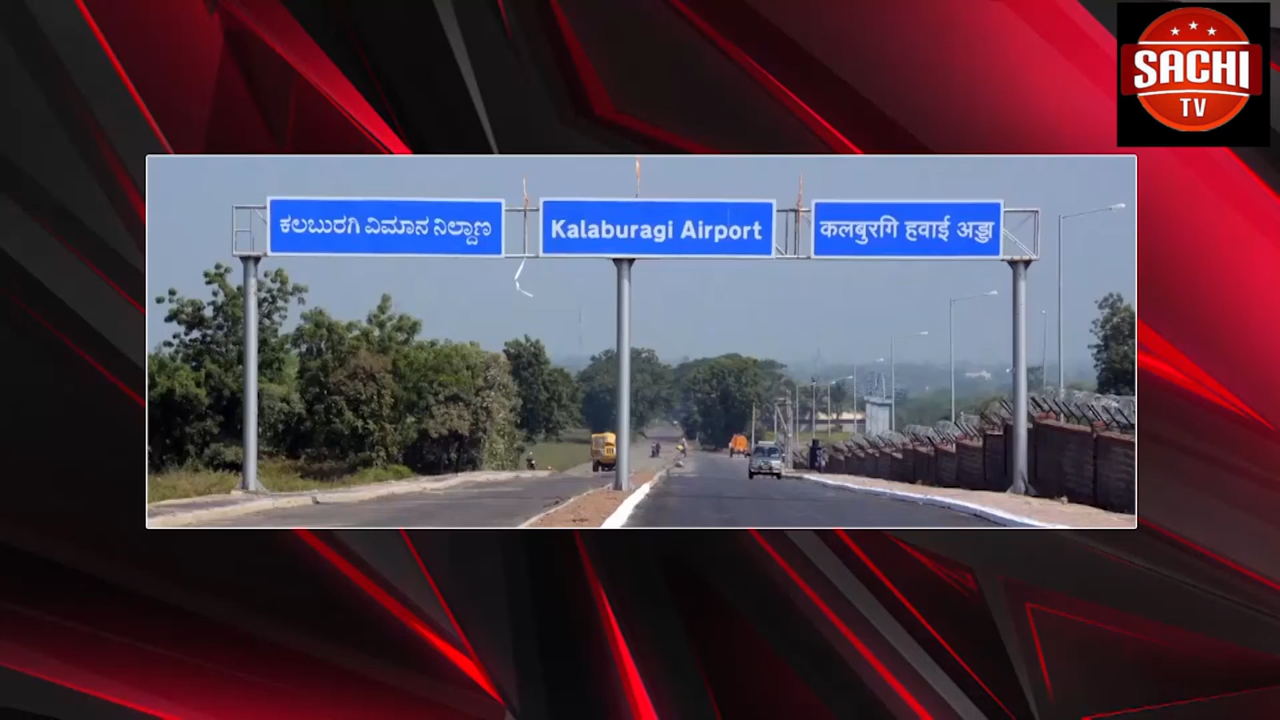 SACHI
TV
ಕಲಬುರಗಿ ವಿಮಾನ ನಿಲ್ದಾಣ
Kalaburagi Airport
कलबुरगि हवाई अड्डा